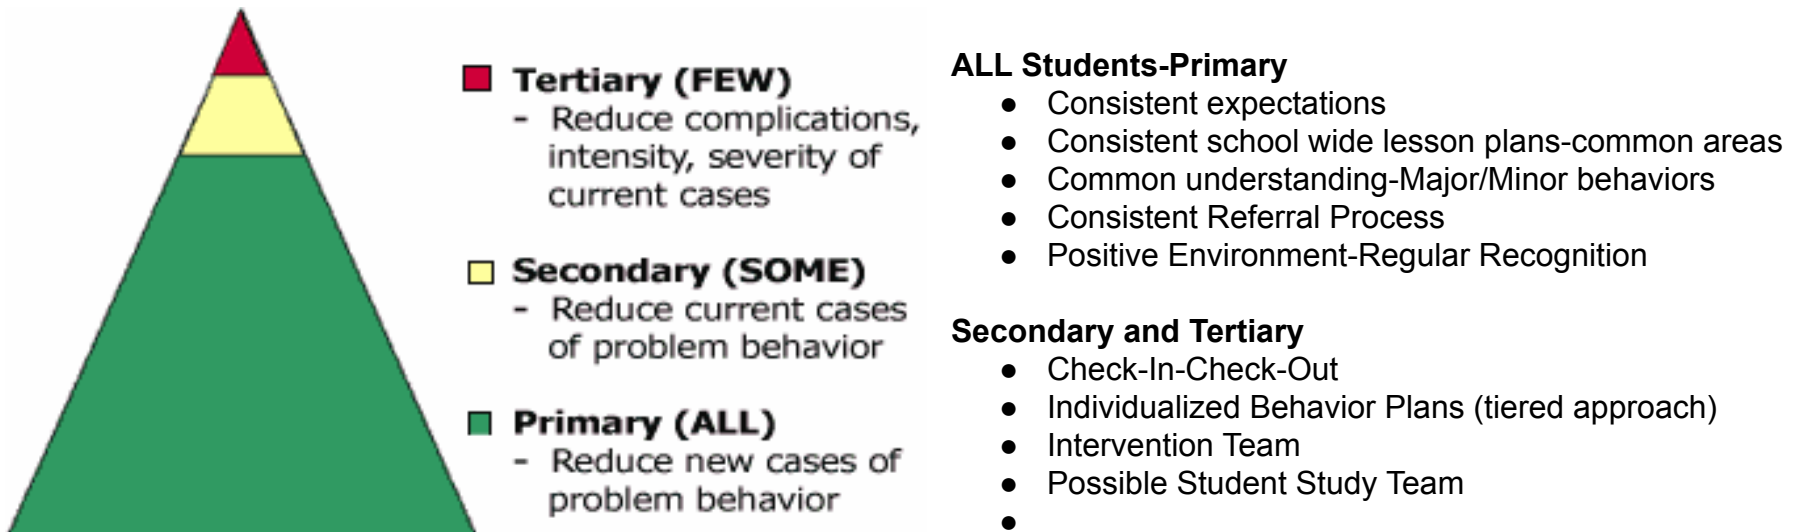 Tertiary (FEW)
- Reduce complications,
intensity, severity of
current cases
Secondary (SOME)
- Reduce current cases
of problem behavior
Primary (ALL)
- Reduce new cases of
problem behavior
ALL Students-Primary
● Consistent expectations
● Consistent school wide lesson plans-common areas
● Common understanding-Major/Minor behaviors
● Consistent Referral Process
● Positive Environment-Regular Recognition
Secondary and Tertiary
● Check-In-Check-Out
● Individualized Behavior Plans (tiered approach)
● Intervention Team
● Possible Student Study Team
●